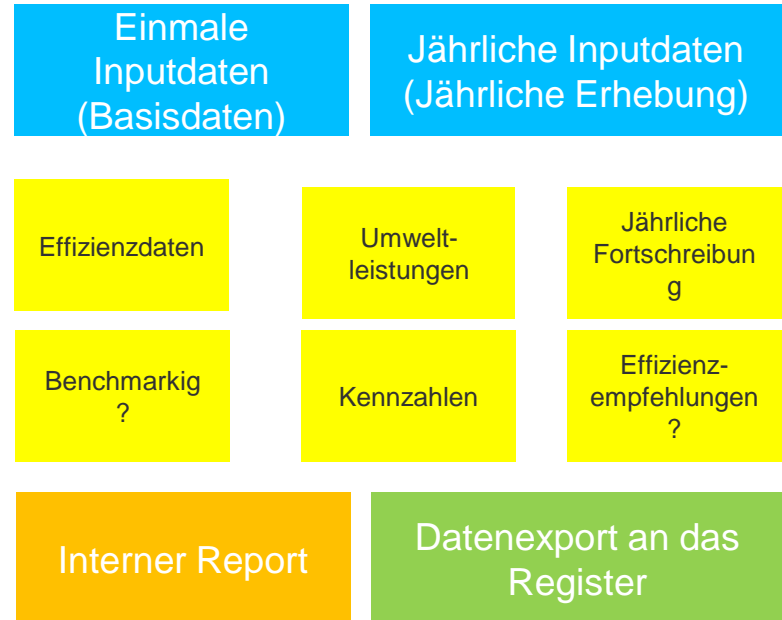 Einmale
Inputdaten
(Basisdaten)
Jährliche Inputdaten
(Jährliche Erhebung)
Effizienzdaten
Umwelt-
leistungen
Jährliche
Fortschreibun
g
Benchmarkig
?
Kennzahlen
Effizienz-
empfehlungen
?
Interner Report
Datenexport an das
Register